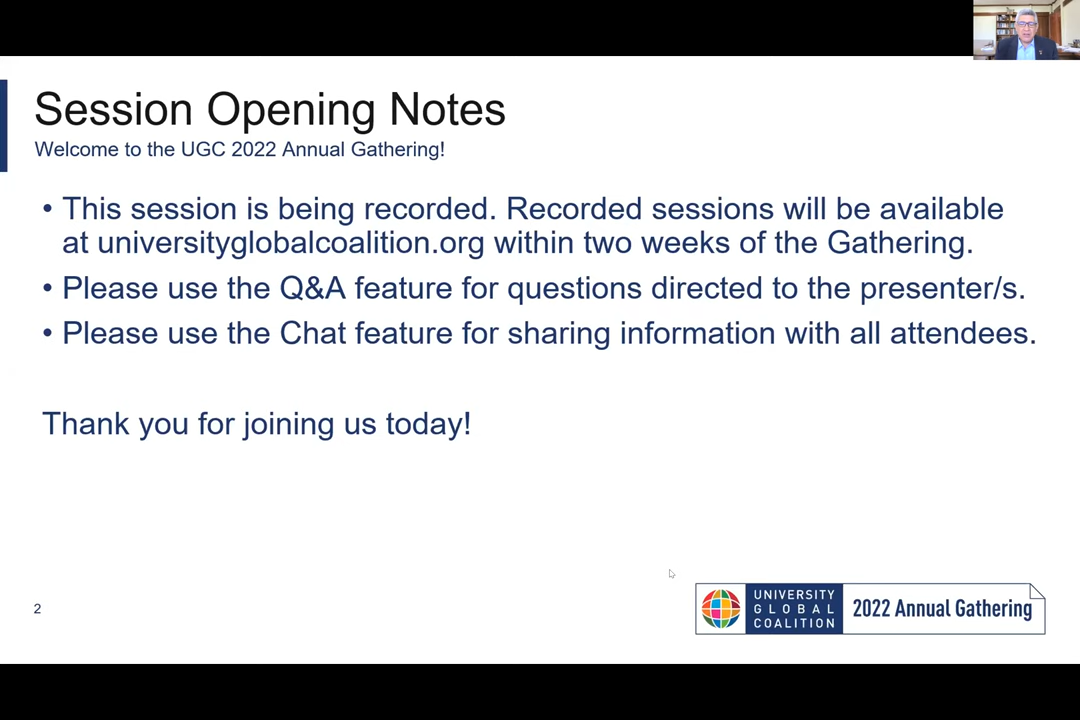 Session Opening Notes
Welcome to the UGC 2022 Annual Gathering!
• This session is being recorded. Recorded sessions will be available
at universityglobalcoalition.org within two weeks of the Gathering.
• Please use the Q&A feature for questions directed to the presenter/s.
• Please use the Chat feature for sharing information with all attendees.
Thank you for joining us today!
2
UNIVERSITY
GLOBAL
COALITION
2022 Annual Gathering